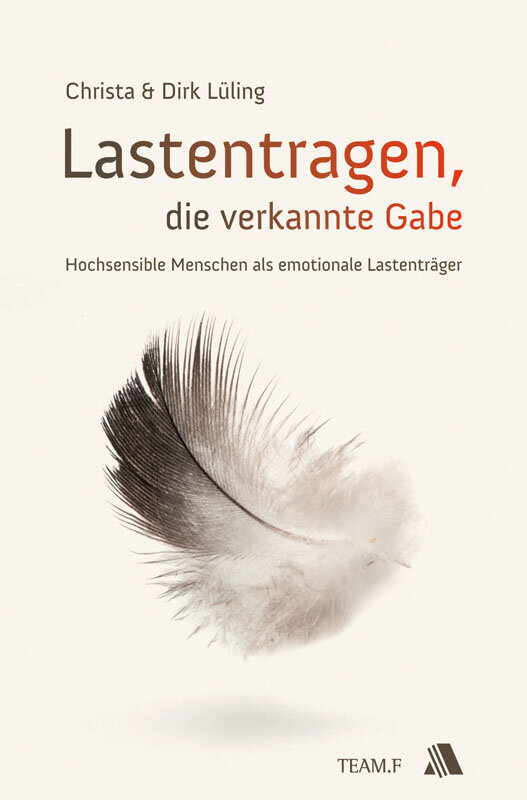 Christa & Dirk Lüling
Lastentragen,
die verkannte Gabe
Hochsensible Menschen als emotionale Lastenträger
TEAM.F